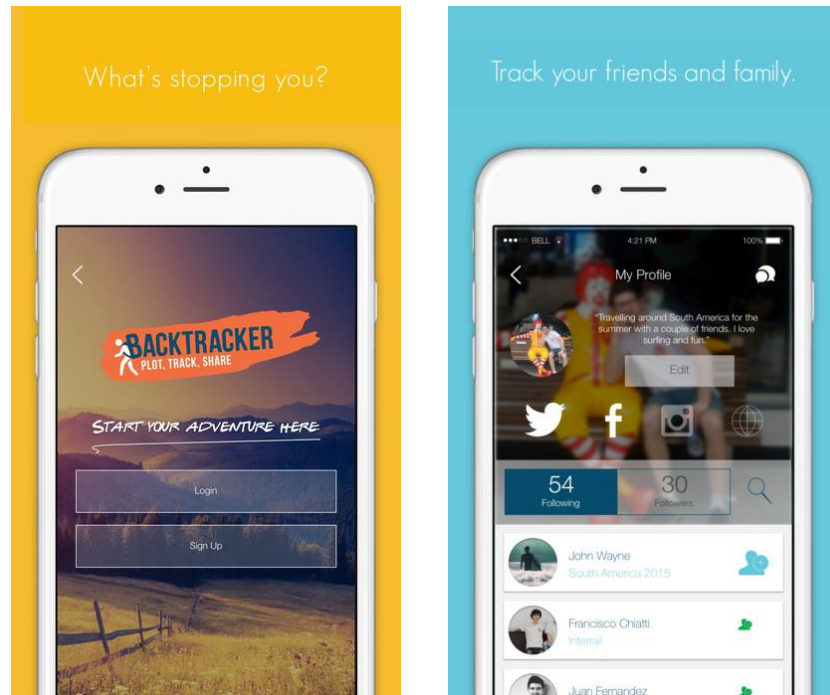 What's stopping you?
BACKTRACKER
PLOT, TRACK, SHARE
START YOUR ADVENTURE HERE
Login
Sign Up
Track your friends and family.
BELL 4:21 PM 100%
My Profile
"Travelling around South America for the
summer with a couple of friends. I love
surfing and fun."
Edit
54 30
Following Followers
John Wayne
South America 2015
Francisco Chiatti
Interrail
Juan Fernandez